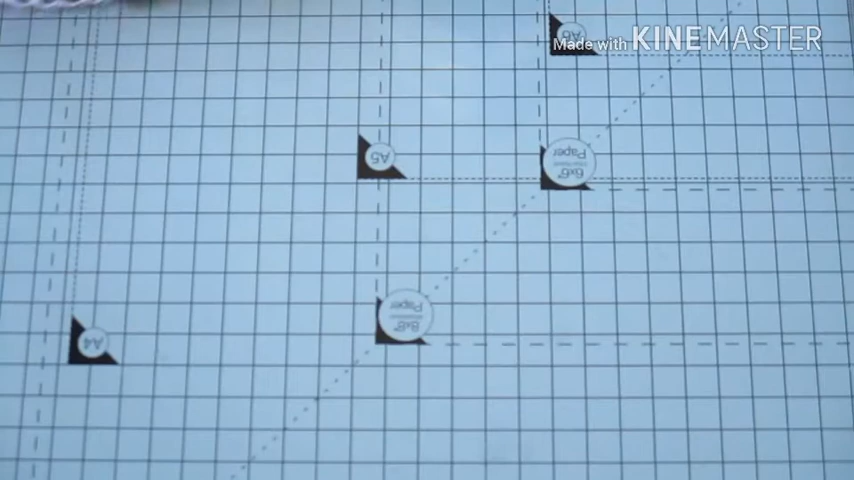 A6
Made with KINEMASTER
A5
6x6"
Paper
8x8"
Paper
A4